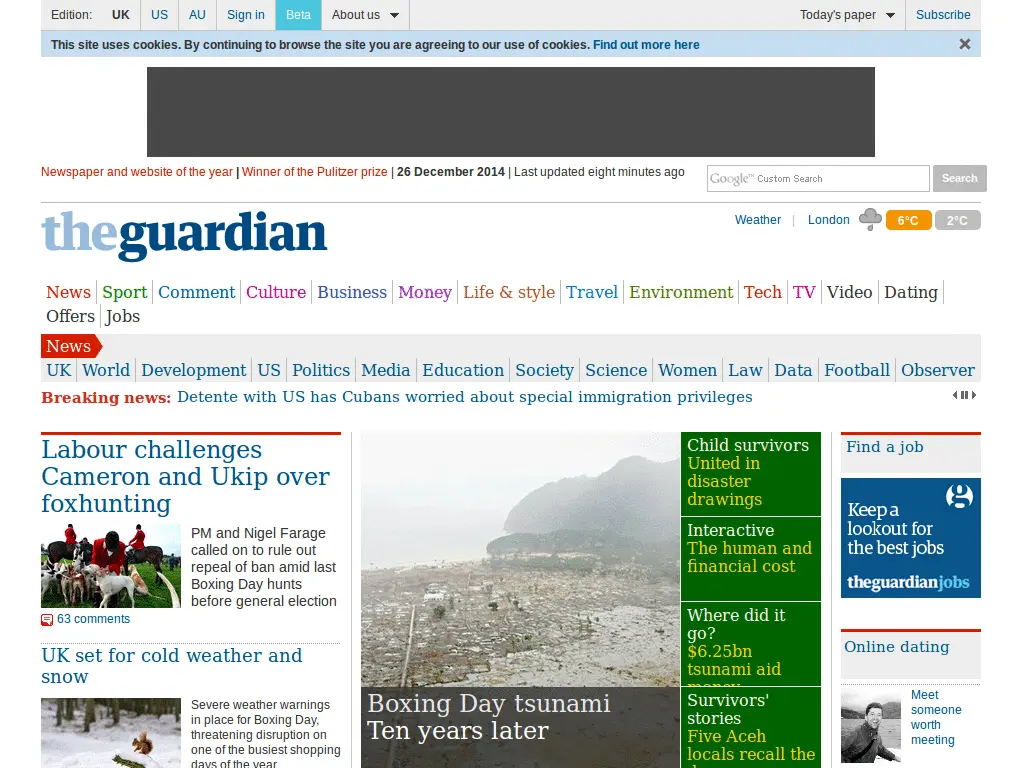 Edition: UK US AU Sign in Beta About us Today's paper Subscribe
This site uses cookies. By continuing to browse the site you are agreeing to our use of cookies. Find out more here
Newspaper and website of the year | Winner of the Pulitzer prize | 26 December 2014 | Last updated eight minutes ago
Google™ Custom Search Search
theguardian
Weather | London 6°C 2°C
News Sport Comment Culture Business Money Life & style Travel Environment Tech TV Video Dating
Offers Jobs
News
UK World Development US Politics Media Education Society Science Women Law Data Football Observer
Breaking news: Detente with US has Cubans worried about special immigration privileges
Labour challenges
Cameron and Ukip over
foxhunting
PM and Nigel Farage
called on to rule out
repeal of ban amid last
Boxing Day hunts
before general election
63 comments
UK set for cold weather and
snow
Severe weather warnings
in place for Boxing Day,
threatening disruption on
one of the busiest shopping
days of the year
Boxing Day tsunami
Ten years later
Child survivors
United in
disaster
drawings
Interactive
The human and
financial cost
Where did it
go?
$6.25bn
tsunami aid
money
Survivors'
stories
Five Aceh
locals recall the
Find a job
Keep a
lookout for
the best jobs
theguardianjobs
Online dating
Meet
someone
worth
meeting